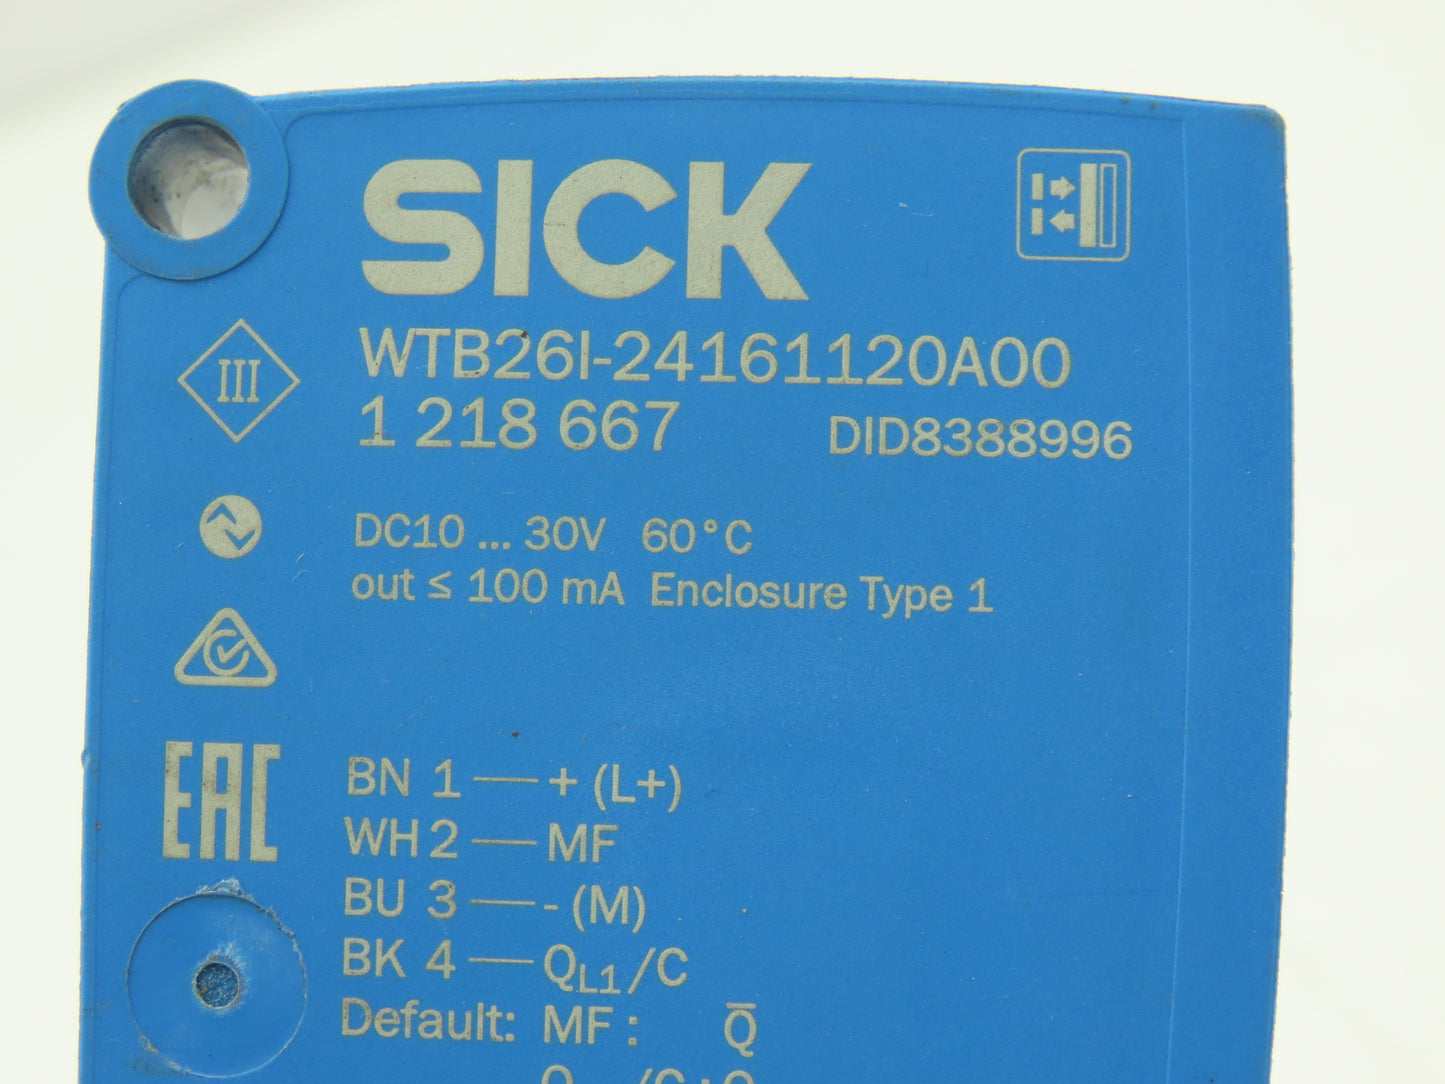 SICK
WTB26I-24161120A00
1 218 667 DID8388996
III
DC10 ... 30V 60°C
out ≤ 100 mA Enclosure Type 1
EAC
BN 1 — + (L+)
WH 2 — MF
BU 3 — - (M)
BK 4 — QL1/C
Default: MF: Q̅